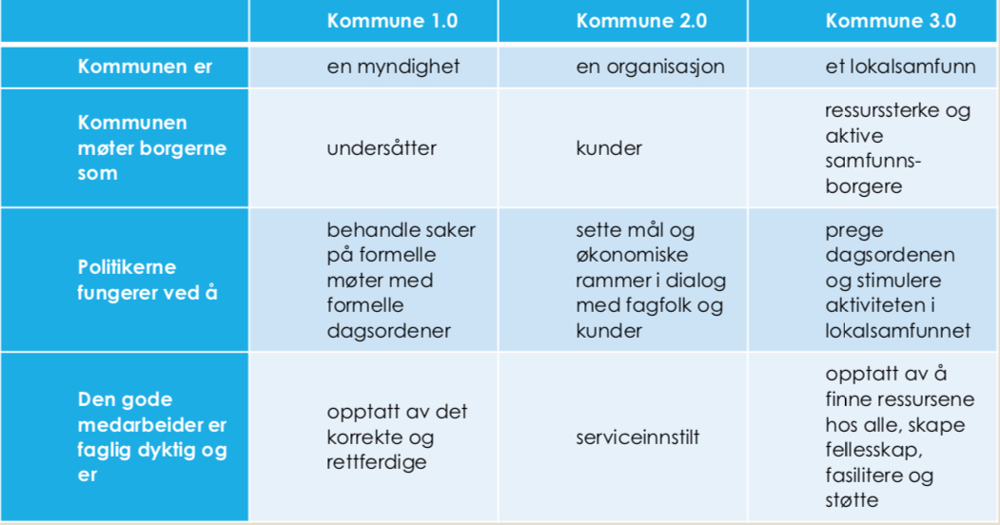 Kommune 1.0
Kommune 2.0
Kommune 3.0
Kommunen er
en myndighet
en organisasjon
et lokalsamfunn
Kommunen
møter borgerne
som
undersåtter
kunder
ressurssterke og
aktive
samfunns-
borgere
Politikerne
fungerer ved å
behandle saker
på formelle
møter med
formelle
dagsordener
sette mål og
økonomiske
rammer i dialog
med fagfolk og
kunder
prege
dagsordenen
og stimulere
aktiviteten i
lokalsamfunnet
Den gode
medarbeider er
faglig dyktig og
er
opptatt av det
korrekte og
rettferdige
serviceinnstilt
opptatt av å
finne ressursene
hos alle, skape
fellesskap,
fasilitere og
støtte